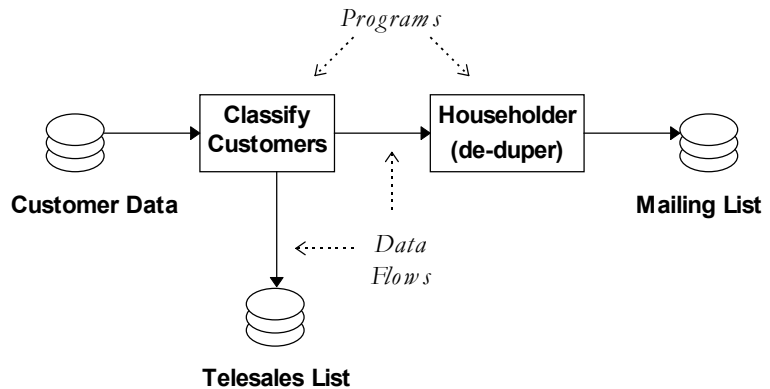 Programs
Classify
Customers
Householder
(de-duper)
Customer Data
Mailing List
Data
Flows
Telesales List